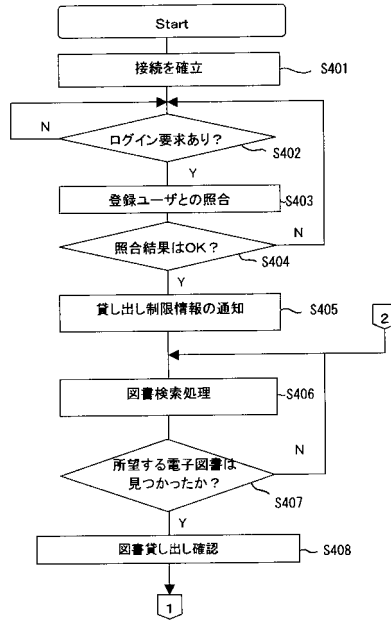 Start
接続を確立
S401
N
ログイン要求あり？
S402
Y
登録ユーザとの照合
S403
N
照合結果はOK？
S404
Y
貸し出し制限情報の通知
S405
2
図書検索処理
S406
N
所望する電子図書は
見つかったか？
S407
Y
図書貸し出し確認
S408
1